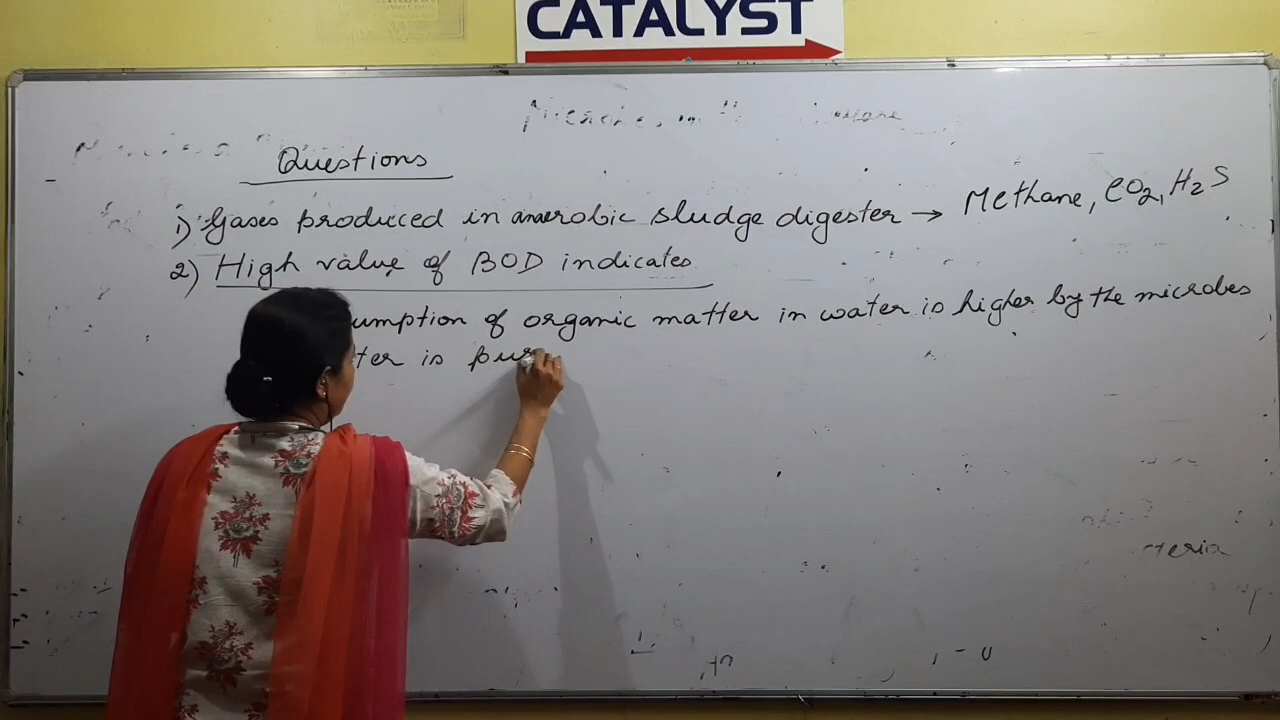 CATALYST
Questions
1) Gases produced in anaerobic sludge digester → Methane, CO2, H2S
2) High value of BOD indicates
umption of organic matter in water is higher by the microbes
ter is pur